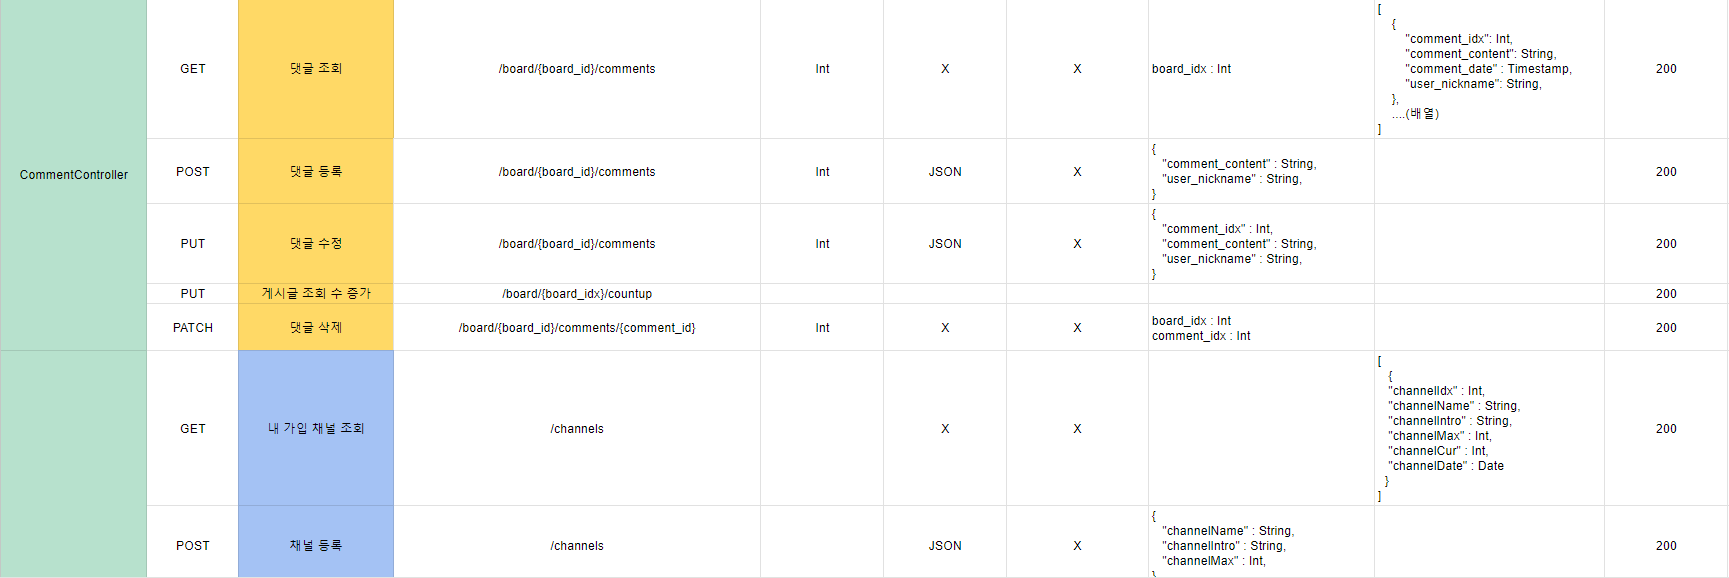 CommentController
GET
댓글 조회
/board/{board_id}/comments
Int
X
X
board_idx : Int
[
{
"comment_idx": Int,
"comment_content": String,
"comment_date" : Timestamp,
"user_nickname": String,
},
....(배열)
]
200
POST
댓글 등록
/board/{board_id}/comments
Int
JSON
X
{
"comment_content" : String,
"user_nickname" : String,
}
200
PUT
댓글 수정
/board/{board_id}/comments
Int
JSON
X
{
"comment_idx" : Int,
"comment_content" : String,
"user_nickname" : String,
}
200
PUT
게시글 조회 수 증가
/board/{board_idx}/countup
200
PATCH
댓글 삭제
/board/{board_id}/comments/{comment_id}
Int
X
X
board_idx : Int
comment_idx : Int
200
GET
내 가입 채널 조회
/channels
X
X
[
{
"channelIdx" : Int,
"channelName" : String,
"channelIntro" : String,
"channelMax" : Int,
"channelCur" : Int,
"channelDate" : Date
}
]
200
POST
채널 등록
/channels
JSON
X
{
"channelName" : String,
"channelIntro" : String,
"channelMax" : Int,
}
200